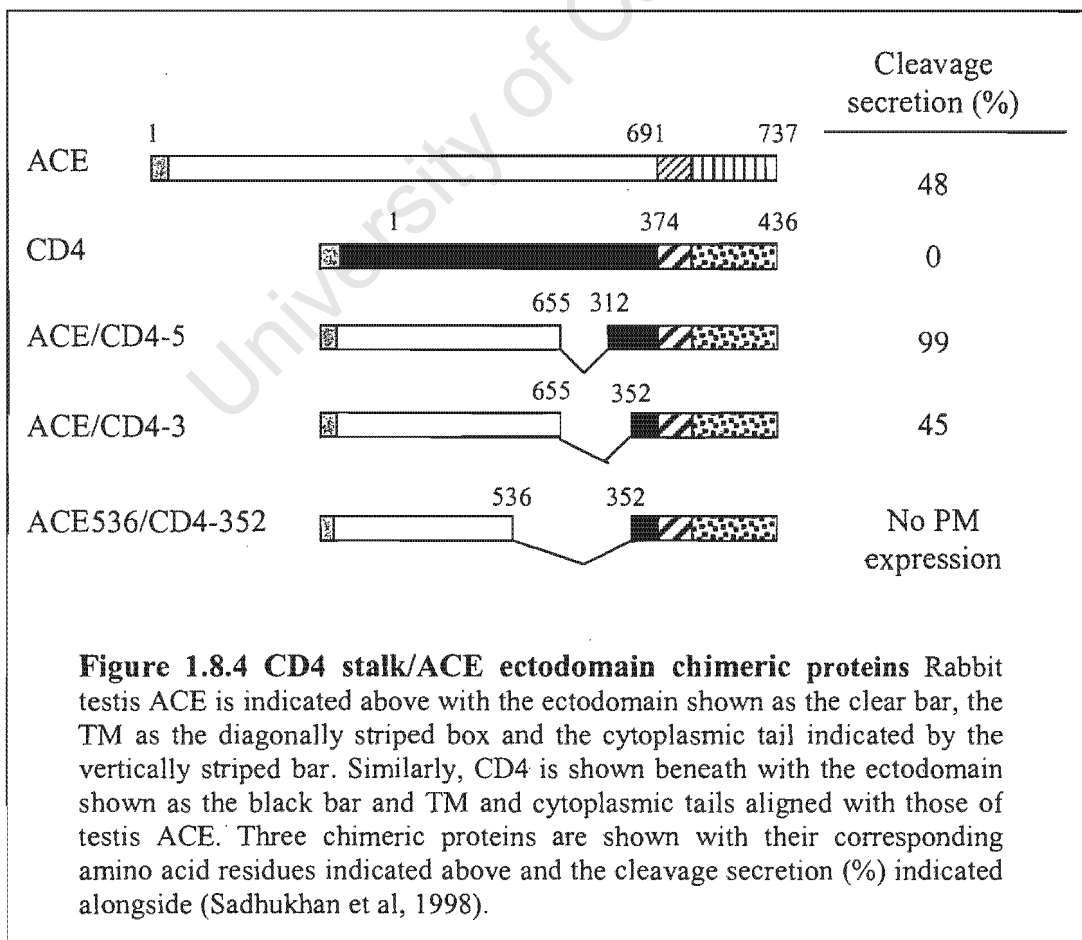 University of C
Cleavage
secretion (%)
1 691 737
ACE 48
1 374 436
CD4 0
655 312
ACE/CD4-5 99
655 352
ACE/CD4-3 45
536 352
ACE536/CD4-352 No PM
expression
Figure 1.8.4 CD4 stalk/ACE ectodomain chimeric proteins Rabbit
testis ACE is indicated above with the ectodomain shown as the clear bar, the
TM as the diagonally striped box and the cytoplasmic tail indicated by the
vertically striped bar. Similarly, CD4 is shown beneath with the ectodomain
shown as the black bar and TM and cytoplasmic tails aligned with those of
testis ACE. Three chimeric proteins are shown with their corresponding
amino acid residues indicated above and the cleavage secretion (%) indicated
alongside (Sadhukhan et al, 1998).